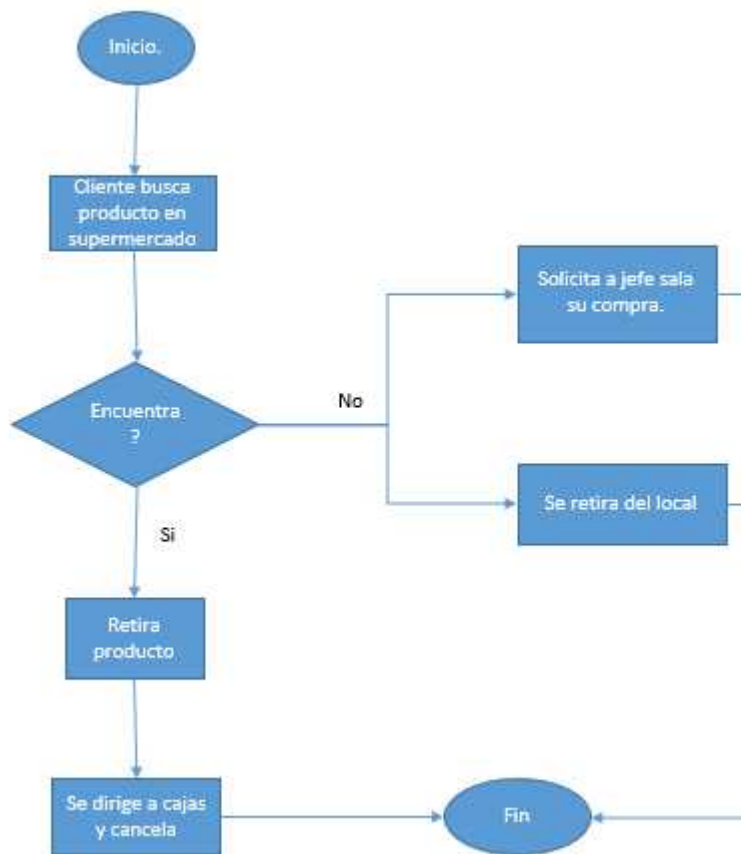 Inicio.
Cliente busca
producto en
supermercado
Solicita a jefe sala
su compra.
Encuentra
?
No
Se retira del local
Si
Retira
producto
Se dirige a cajas
y cancela
Fin